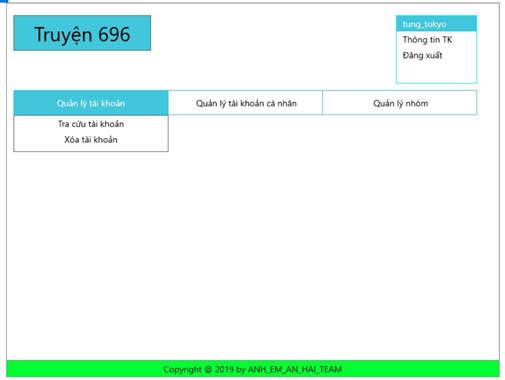 Truyện 696
tung_tokyo
Thông tin TK
Đăng xuất
Quản lý tài khoản
Quản lý tài khoản cá nhân
Quản lý nhóm
Tra cứu tài khoản
Xóa tài khoản
Copyright @ 2019 by ANH_EM_AN_HAI_TEAM